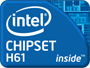 intel
CHIPSET
H61
inside™